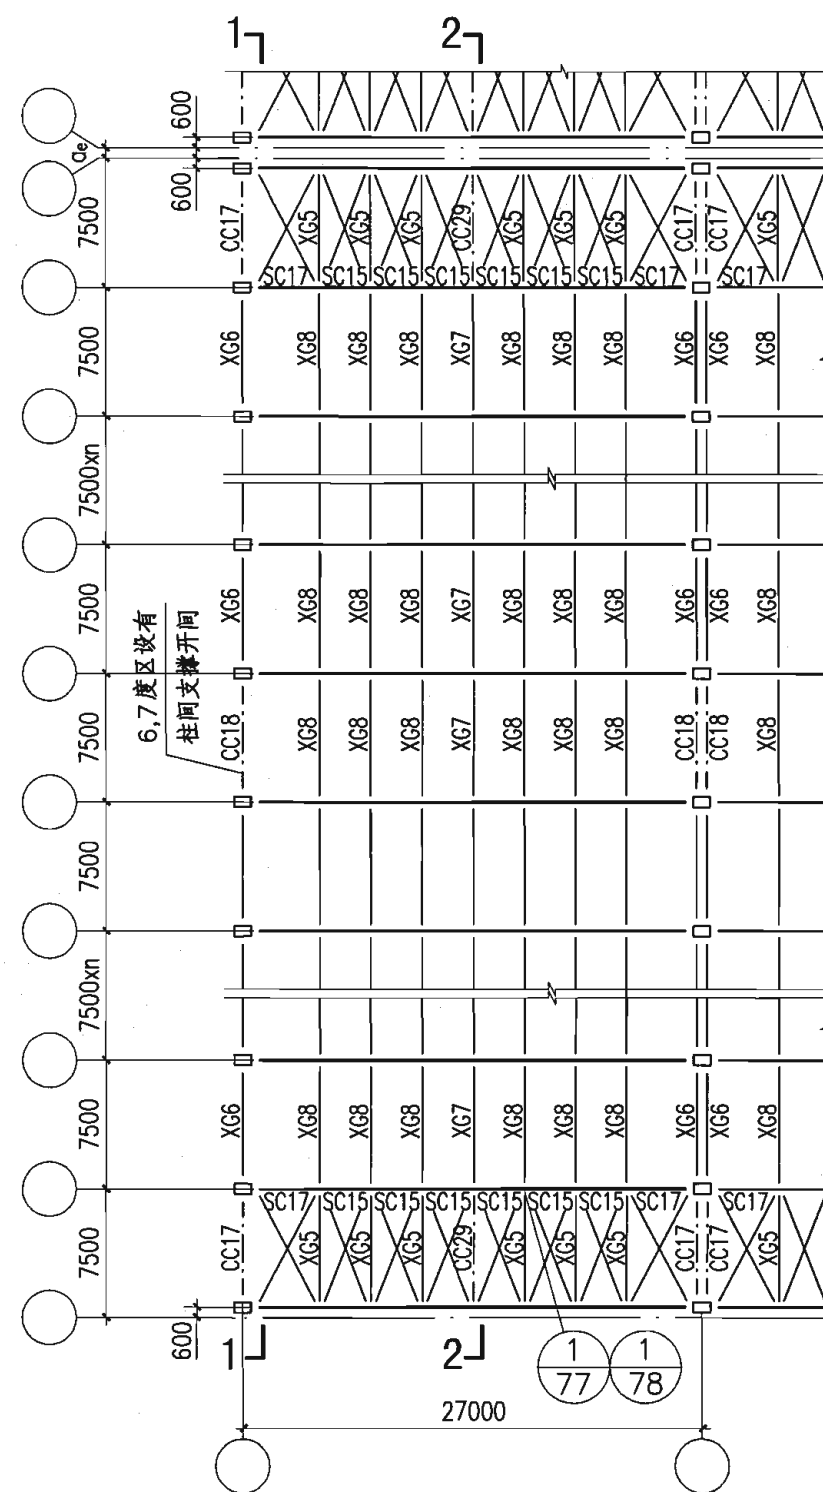 1 2
600
ae
600
7500
CC17 XG5 XG5 XG5 CC29 XG5 XG5 XG5 CC17 CC17 XG5
SC17 SC15 SC15 SC15 SC15 SC15 SC15 SC17 SC17
7500
XG6 XG8 XG8 XG8 XG7 XG8 XG8 XG8 XG6 XG6 XG8
7500xn
7500
XG6 XG8 XG8 XG8 XG7 XG8 XG8 XG8 XG6 XG6 XG8
6,7度区设有
柱间支撑开间
7500
CC18 XG8 XG8 XG8 XG7 XG8 XG8 XG8 CC18 CC18 XG8
7500
7500xn
7500
XG6 XG8 XG8 XG8 XG7 XG8 XG8 XG8 XG6 XG6 XG8
SC17 SC15 SC15 SC15 SC15 SC15 SC15 SC17 SC17
7500
CC17 XG5 XG5 XG5 CC29 XG5 XG5 XG5 CC17 CC17 XG5
600
1 2
1 1
77 78
27000